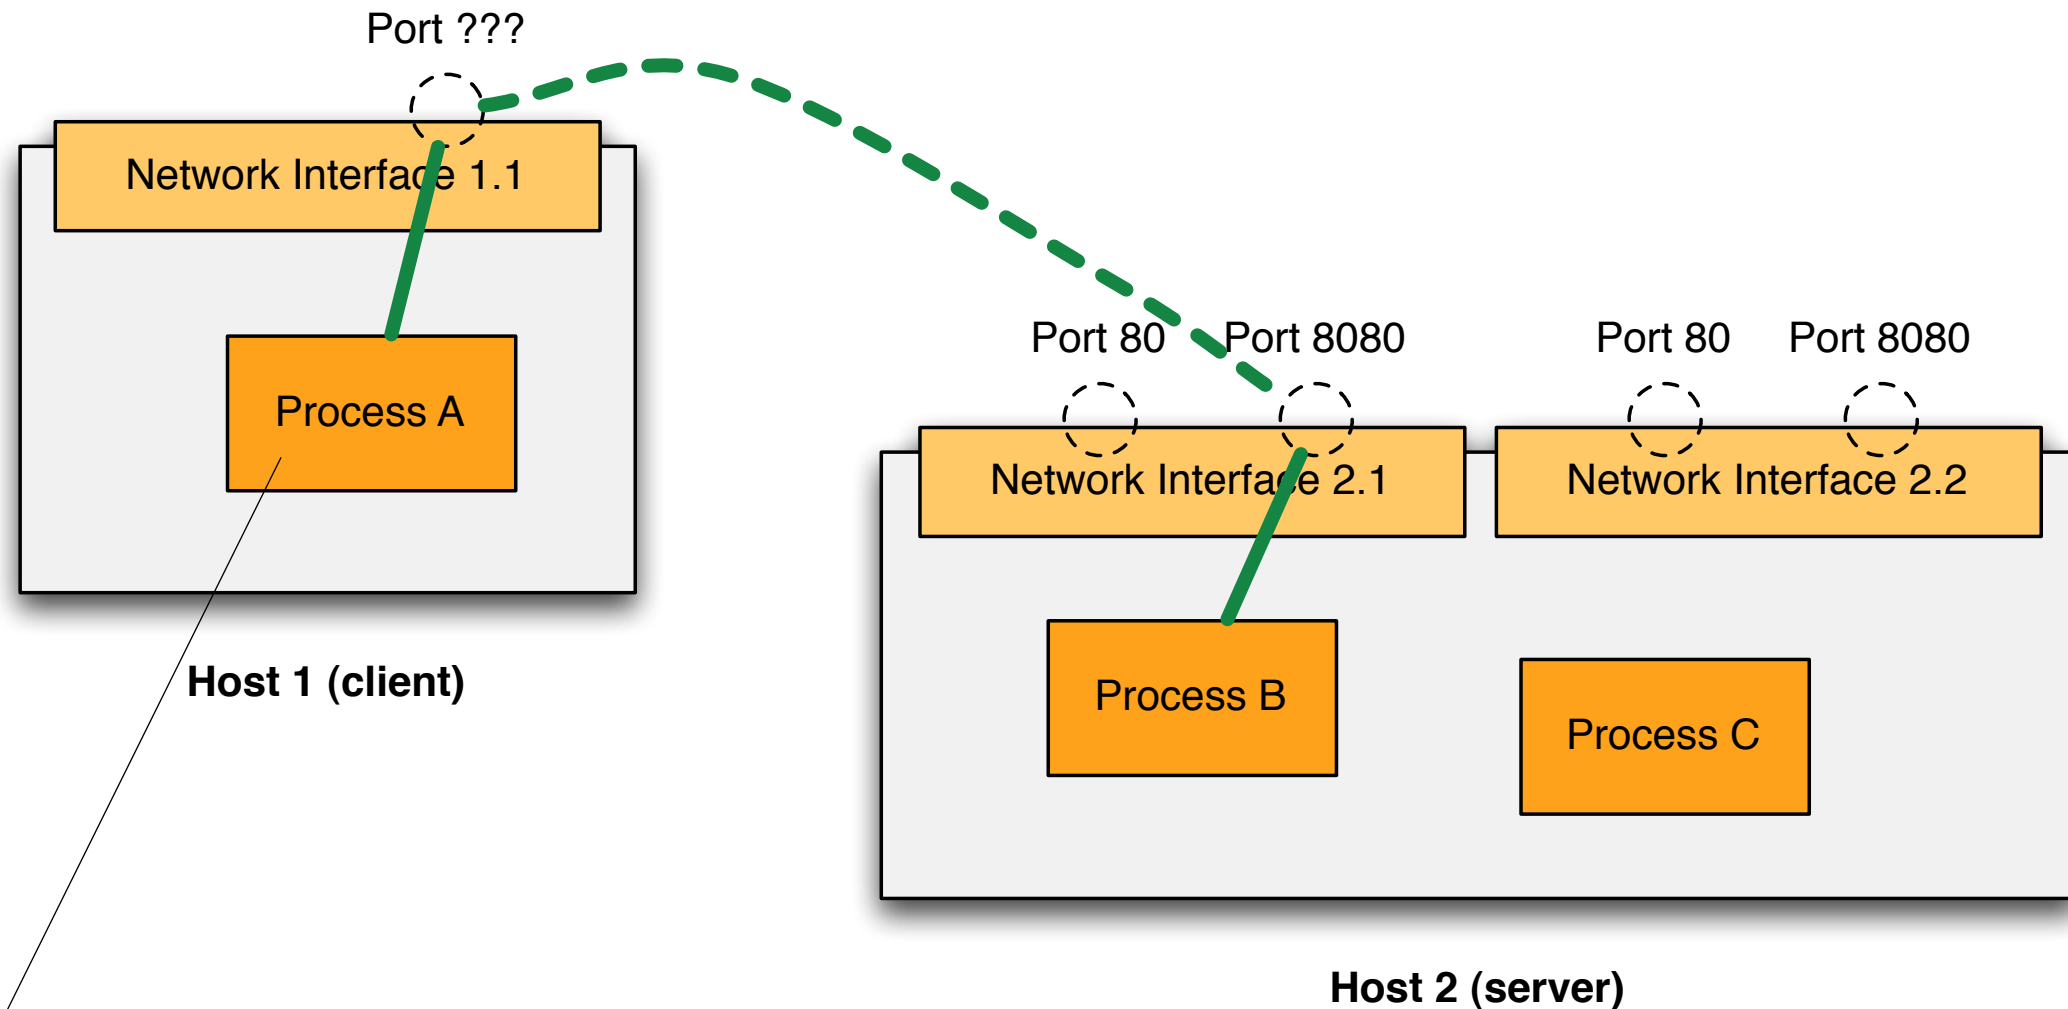 Port ???
Network Interface 1.1
Process A
Host 1 (client)
Port 80
Port 8080
Port 80
Port 8080
Network Interface 2.1
Network Interface 2.2
Process B
Process C
Host 2 (server)